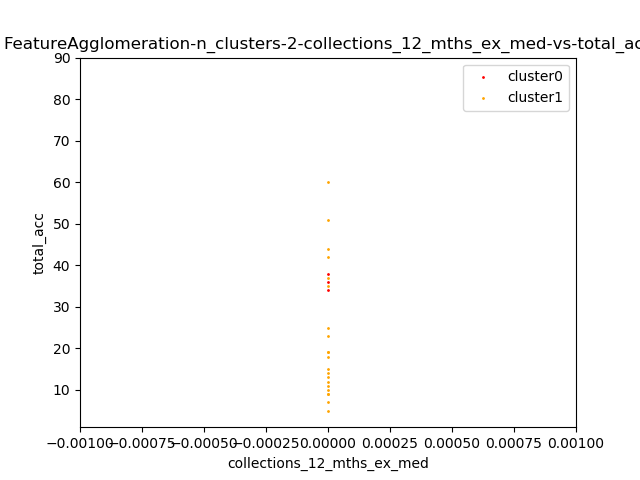 FeatureAgglomeration-n_clusters-2-collections_12_mths_ex_med-vs-total_ac
cluster0
cluster1
90
80
70
60
50
40
30
20
10
total_acc
−0.00100 −0.00075 −0.00050 −0.00025 0.00000 0.00025 0.00050 0.00075 0.00100
collections_12_mths_ex_med